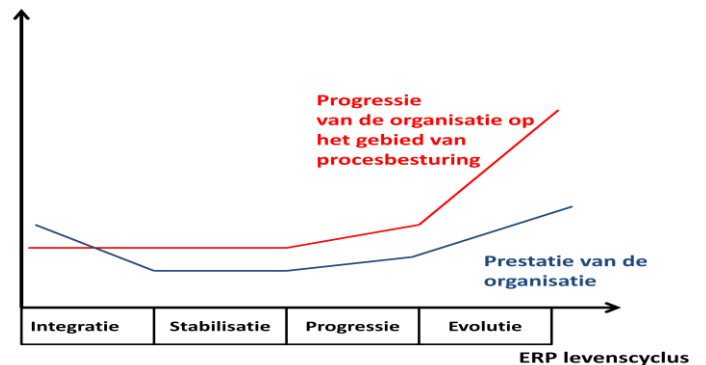 Progressie
van de organisatie op
het gebied van
procesbesturing
Prestatie van de
organisatie
Integratie
Stabilisatie
Progressie
Evolutie
ERP levenscyclus